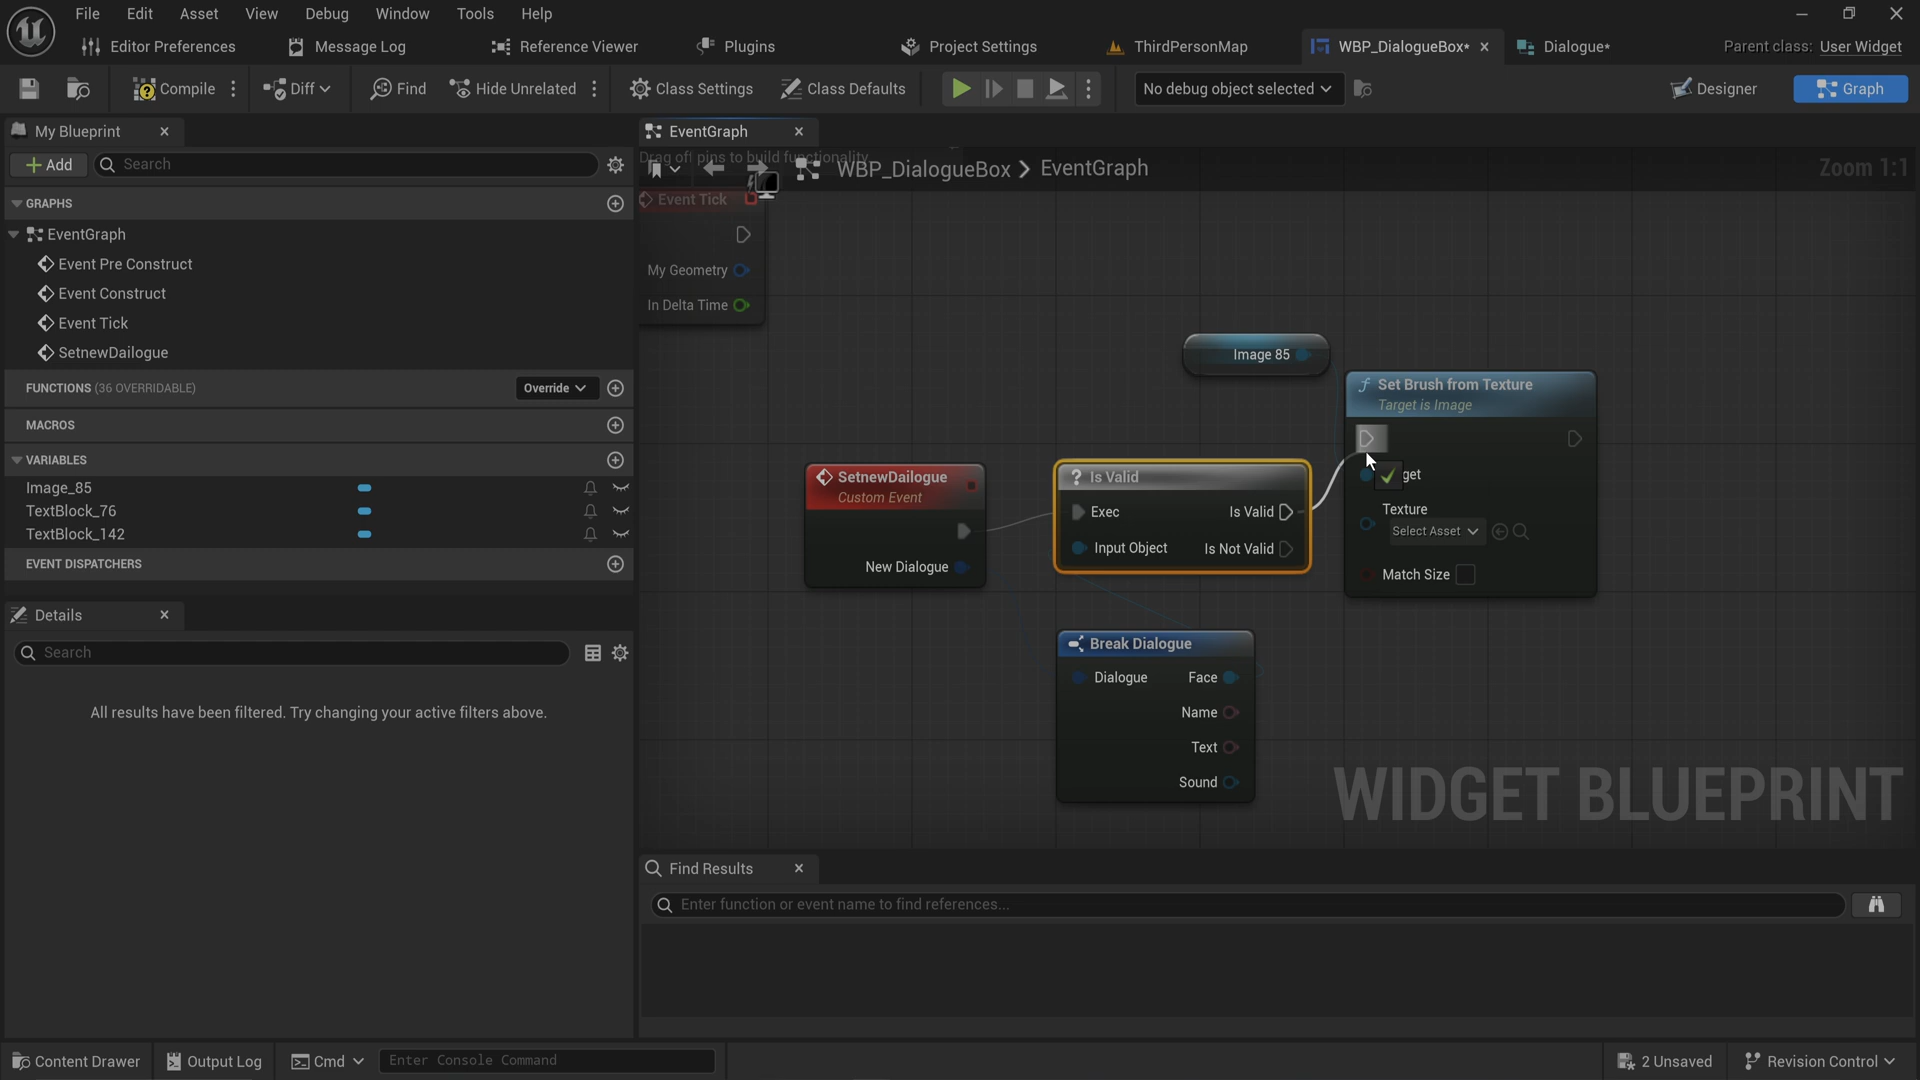 File Edit Asset View Debug Window Tools Help
Editor Preferences Message Log Reference Viewer Plugins Project Settings ThirdPersonMap WBP_DialogueBox* Dialogue* Parent class: User Widget
Compile Diff Find Hide Unrelated Class Settings Class Defaults No debug object selected Designer Graph
My Blueprint
Add Search
GRAPHS
EventGraph
Event Pre Construct
Event Construct
Event Tick
SetnewDailogue
FUNCTIONS (36 OVERRIDABLE) Override
MACROS
VARIABLES
Image_85
TextBlock_76
TextBlock_142
EVENT DISPATCHERS
Details
Search
All results have been filtered. Try changing your active filters above.
EventGraph
Drag off pins to build functionality.
WBP_DialogueBox > EventGraph Zoom 1:1
Event Tick
My Geometry
In Delta Time
Image 85
Set Brush from Texture
Target is Image
get
Texture
Select Asset
Match Size
SetnewDailogue
Custom Event
New Dialogue
? Is Valid
Exec Is Valid
Input Object Is Not Valid
Break Dialogue
Dialogue Face
Name
Text
Sound
WIDGET BLUEPRINT
Find Results
Enter function or event name to find references...
Content Drawer Output Log Cmd Enter Console Command 2 Unsaved Revision Control